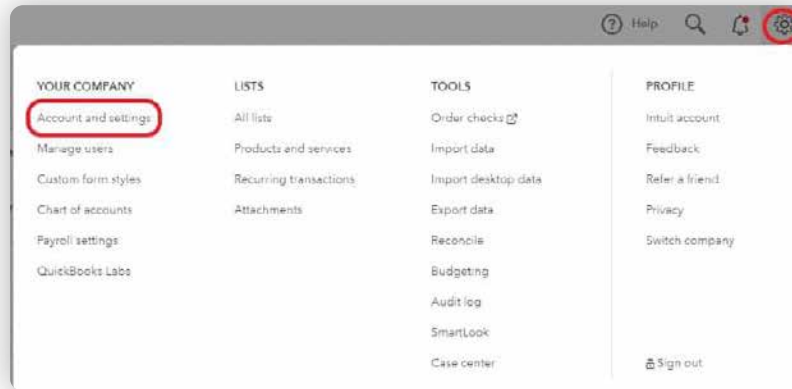 Help
YOUR COMPANY
Account and settings
Manage users
Custom form styles
Chart of accounts
Payroll settings
QuickBooks Labs
LISTS
All lists
Products and services
Recurring transactions
Attachments
TOOLS
Order checks
Import data
Import desktop data
Export data
Reconcile
Budgeting
Audit log
SmartLook
Case center
PROFILE
Intuit account
Feedback
Refer a friend
Privacy
Switch company
Sign out